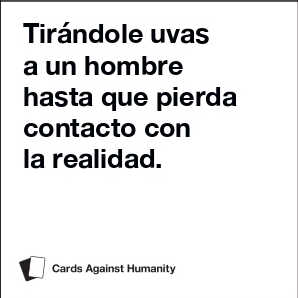 Tirándole uvas
a un hombre
hasta que pierda
contacto con
la realidad.
Cards Against Humanity